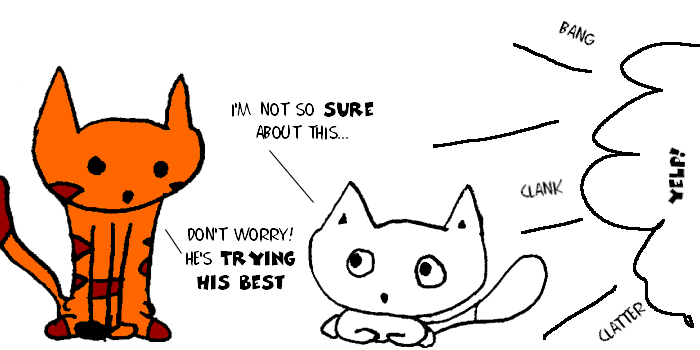 BANG
I'M NOT SO SURE
ABOUT THIS...
YELP!
CLANK
DON'T WORRY!
HE'S TRYING
HIS BEST
CLATTER